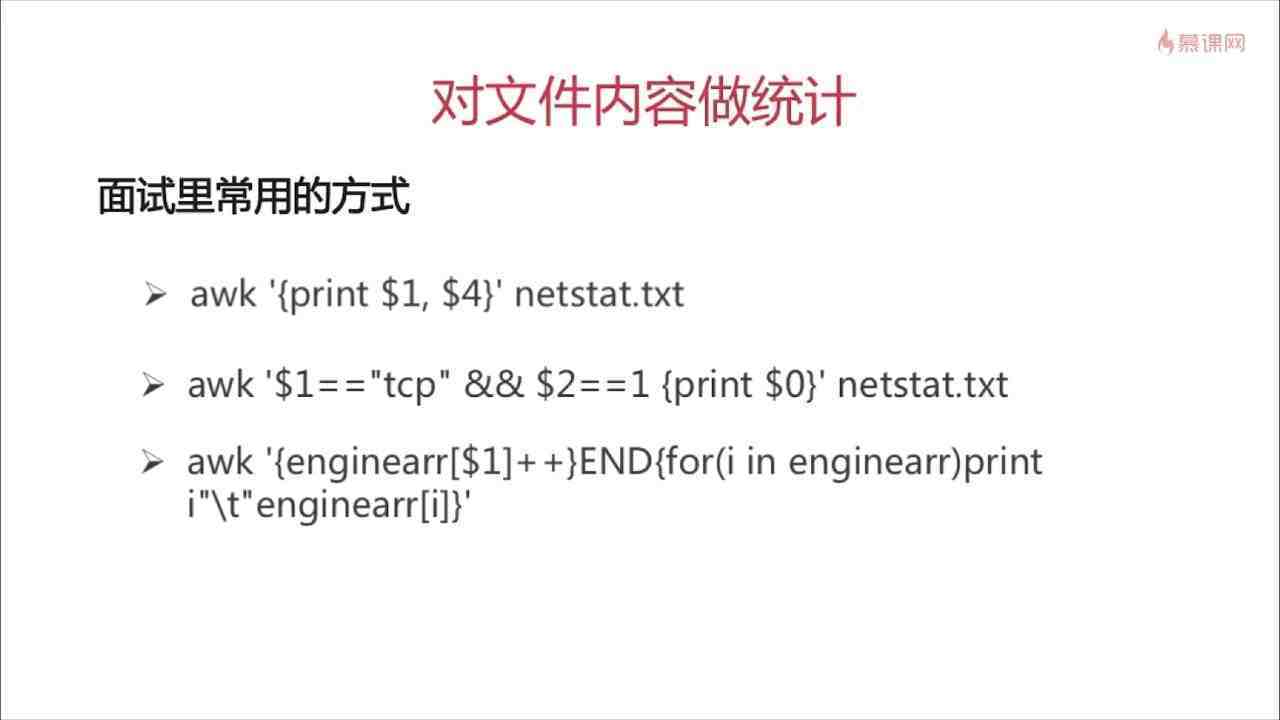 慕课网
对文件内容做统计
面试里常用的方式
➢ awk '{print $1, $4}' netstat.txt
➢ awk '$1=="tcp" && $2==1 {print $0}' netstat.txt
➢ awk '{enginearr[$1]++}END{for(i in enginearr)print
i"\t"enginearr[i]}'